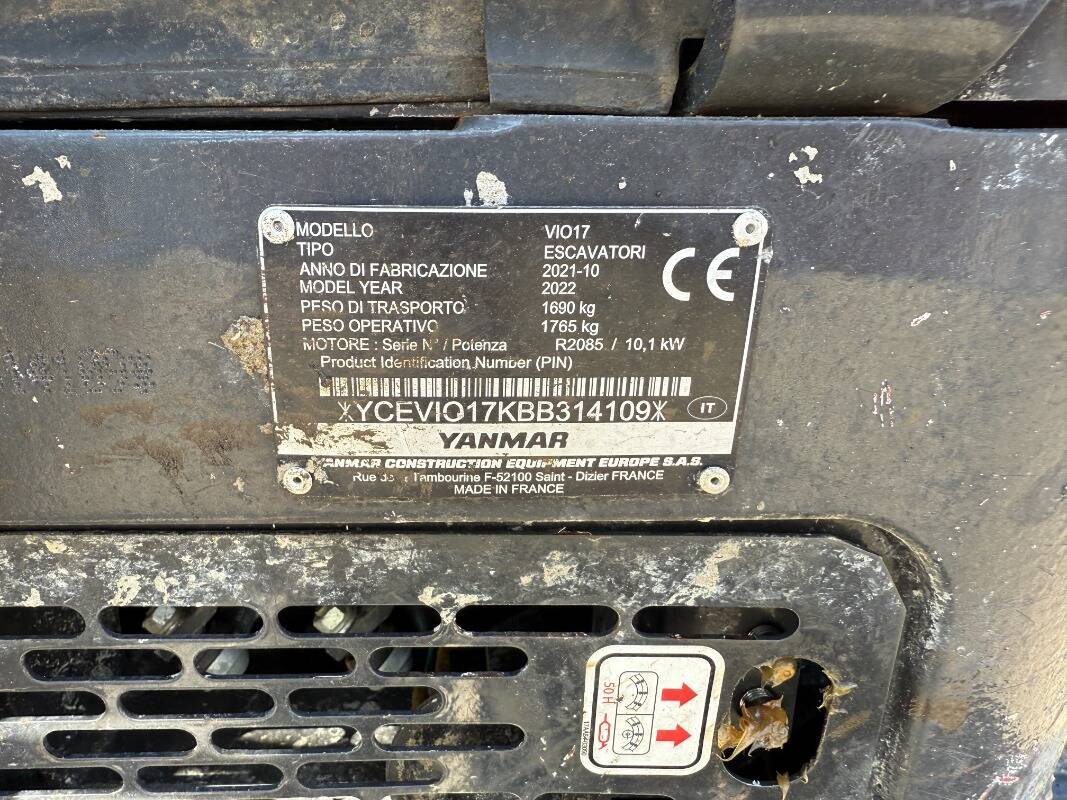 MODELLO VIO17
TIPO ESCAVATORI
ANNO DI FABRICAZIONE 2021-10
MODEL YEAR 2022
PESO DI TRASPORTO 1690 kg
PESO OPERATIVO 1765 kg
MOTORE : Serie N° / Potenza R2085 / 10,1 kW
CE
Product Identification Number (PIN)
*YCEVIO17KBB314109* IT
YANMAR
YANMAR CONSTRUCTION EQUIPMENT EUROPE S.A.S.
Rue Tambourine F-52100 Saint - Dizier FRANCE
MADE IN FRANCE
50H